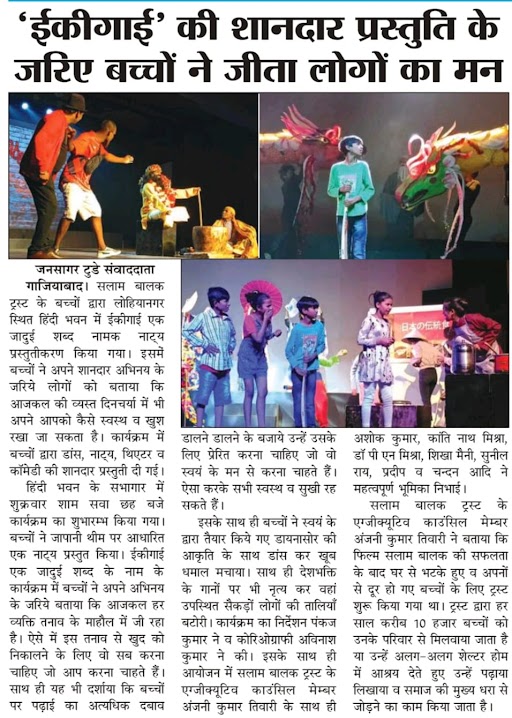 ‘ईकीगाई’ की शानदार प्रस्तुति के
जरिए बच्चों ने जीता लोगों का मन
जनसागर टुडे संवाददाता
गाजियाबाद। सलाम बालक
ट्रस्ट के बच्चों द्वारा लोहियानगर
स्थित हिंदी भवन में ईकीगाई एक
जादुई शब्द नामक नाट्य
प्रस्तुतीकरण किया गया। इसमें
बच्चों ने अपने शानदार अभिनय के
जरिये लोगों को बताया कि
आजकल की व्यस्त दिनचर्या में भी
अपने आपको कैसे स्वस्थ व खुश
रखा जा सकता है। कार्यक्रम में
बच्चों द्वारा डांस, नाट्य, थिएटर व
कॉमेडी की शानदार प्रस्तुती दी गई।
हिंदी भवन के सभागार में
शुक्रवार शाम सवा छह बजे
कार्यक्रम का शुभारम्भ किया गया।
बच्चों ने जापानी थीम पर आधारित
एक नाट्य प्रस्तुत किया। ईकीगाई
एक जादुई शब्द के नाम के
कार्यक्रम में बच्चों ने अपने अभिनय
के जरिये बताया कि आजकल हर
व्यक्ति तनाव के माहौल में जी रहा
है। ऐसे में इस तनाव से खुद को
निकालने के लिए वो सब करना
चाहिए जो आप करना चाहते हैं।
साथ ही यह भी दर्शाया कि बच्चों
पर पढ़ाई का अत्यधिक दबाव
डालने डालने के बजाये उन्हें उसके
लिए प्रेरित करना चाहिए जो वो
स्वयं के मन से करना चाहते हैं।
ऐसा करके सभी स्वस्थ व सुखी रह
सकते हैं।
इसके साथ ही बच्चों ने स्वयं के
द्वारा तैयार किये गए डायनासोर की
आकृति के साथ डांस कर खूब
धमाल मचाया। साथ ही देशभक्ति
के गानों पर भी नृत्य कर वहां
उपस्थित सैकड़ों लोगों की तालियाँ
बटोरी। कार्यक्रम का निर्देशन पंकज
कुमार ने व कोरिओग्राफी अविनाश
कुमार ने की। इसके साथ ही
आयोजन में सलाम बालक ट्रस्ट के
एग्जीक्यूटिव काउंसिल मेम्बर
अंजनी कुमार तिवारी के साथ ही
अशोक कुमार, कांति नाथ मिश्रा,
डॉ पी एन मिश्रा, शिखा मैनी, सुनील
राय, प्रदीप व चन्दन आदि ने
महत्वपूर्ण भूमिका निभाई।
सलाम बालक ट्रस्ट के
एग्जीक्यूटिव काउंसिल मेम्बर
अंजनी कुमार तिवारी ने बताया कि
फिल्म सलाम बालक की सफलता
के बाद घर से भटके हुए व अपनों
से दूर हो गए बच्चों के लिए ट्रस्ट
शुरू किया गया था। ट्रस्ट द्वारा हर
साल करीब 10 हजार बच्चों को
उनके परिवार से मिलवाया जाता है
या उन्हें अलग-अलग शेल्टर होम
में आश्रय देते हुए उन्हें पढ़ाया
लिखाया व समाज की मुख्य धरा से
जोड़ने का काम किया जाता है।
日本の伝統